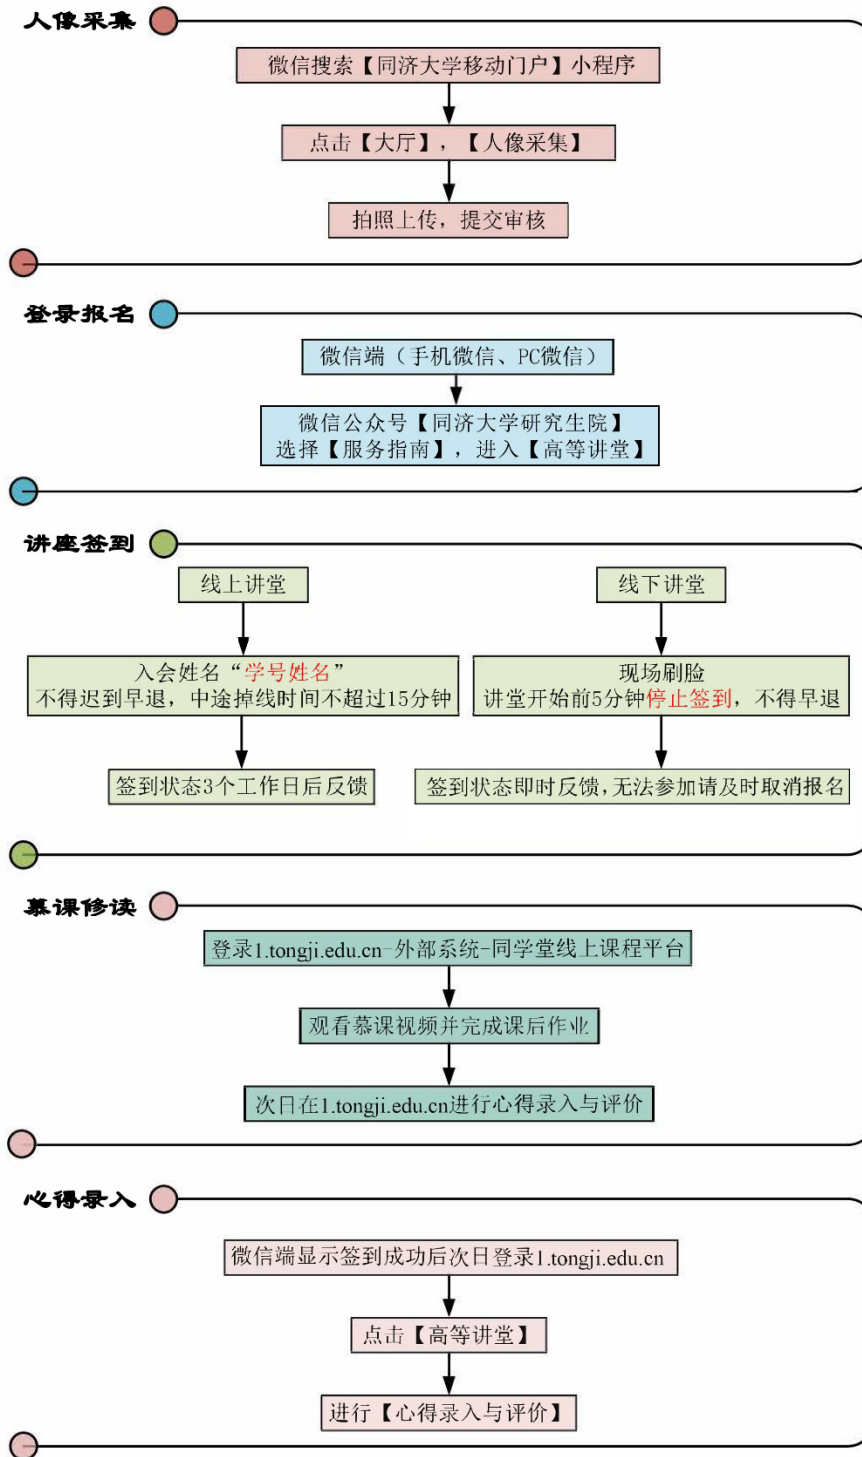 人像采集
微信搜索【同济大学移动门户】小程序
点击【大厅】，【人像采集】
拍照上传，提交审核
登录报名
微信端（手机微信、PC微信）
微信公众号【同济大学研究生院】
选择【服务指南】，进入【高等讲堂】
讲座签到
线上讲堂
入会姓名“学号姓名”
不得迟到早退，中途掉线时间不超过15分钟
签到状态3个工作日后反馈
线下讲堂
现场刷脸
讲堂开始前5分钟停止签到，不得早退
签到状态即时反馈,无法参加请及时取消报名
慕课修读
登录1.tongji.edu.cn-外部系统-同学堂线上课程平台
观看慕课视频并完成课后作业
次日在1.tongji.edu.cn进行心得录入与评价
心得录入
微信端显示签到成功后次日登录1.tongji.edu.cn
点击【高等讲堂】
进行【心得录入与评价】